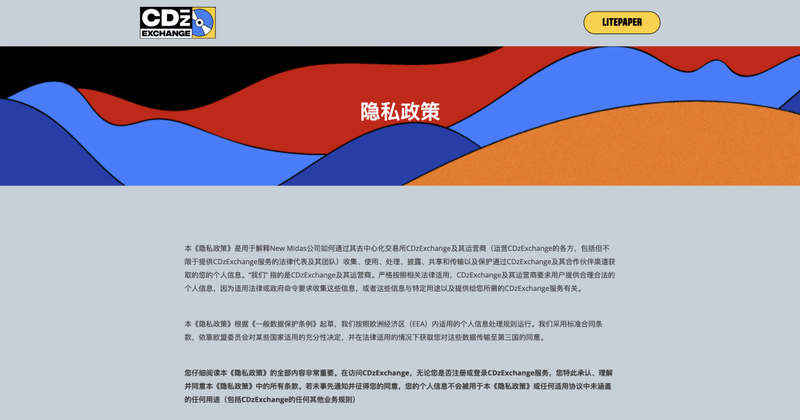 CDz
EXCHANGE
LITEPAPER
隐私政策
本《隐私政策》是用于解释New Midas公司如何通过其去中心化交易所CDzExchange及其运营商（运营CDzExchange的各方，包括但不
限于提供CDzExchange服务的法律代表及其团队）收集、使用、处理、披露、共享和传输以及保护通过CDzExchange及其合作伙伴渠道获
取的您的个人信息。“我们” 指的是CDzExchange及其运营商。严格按照相关法律适用，CDzExchange及其运营商要求用户提供合理合法的
个人信息，因为适用法律或政府命令要求收集这些信息，或者这些信息与特定用途以及提供给您所需的CDzExchange服务有关。
本《隐私政策》根据《一般数据保护条例》起草，我们按照欧洲经济区（EEA）内适用的个人信息处理规则运行。我们采用标准合同条
款，依靠欧盟委员会对某些国家适用的充分性决定，并在法律适用的情况下获取您对这些数据传输至第三国的同意。
您仔细阅读本《隐私政策》的全部内容非常重要。在访问CDzExchange，无论您是否注册或登录CDzExchange服务，您特此承认、理解
并同意本《隐私政策》中的所有条款。若未事先通知并征得您的同意，您的个人信息不会被用于本《隐私政策》或任何适用协议中未涵盖
的任何用途（包括CDzExchange的任何其他业务规则）